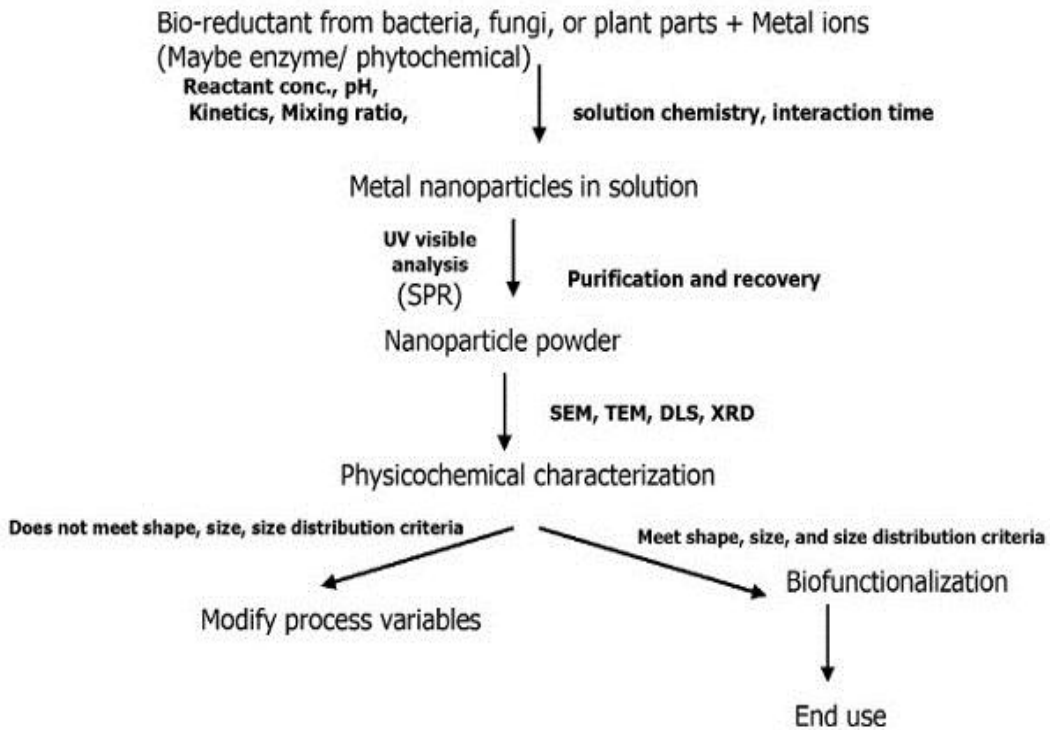 Bio-reductant from bacteria, fungi, or plant parts + Metal ions
(Maybe enzyme/ phytochemical)
Reactant conc., pH,
Kinetics, Mixing ratio,
solution chemistry, interaction time
Metal nanoparticles in solution
UV visible
analysis
(SPR)
Purification and recovery
Nanoparticle powder
SEM, TEM, DLS, XRD
Physicochemical characterization
Does not meet shape, size, size distribution criteria
Meet shape, size, and size distribution criteria
Biofunctionalization
Modify process variables
End use